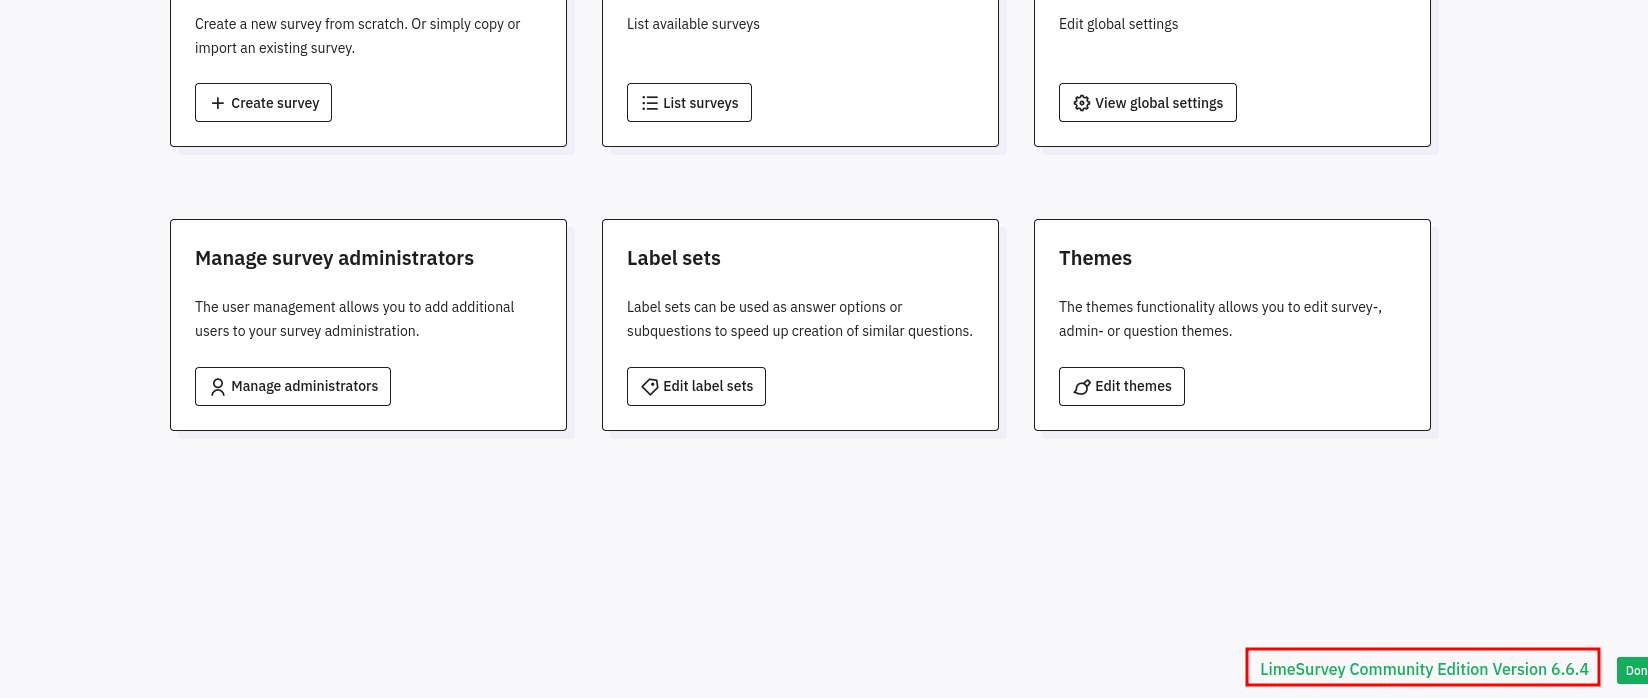 Create a new survey from scratch. Or simply copy or
import an existing survey.
Create survey
List available surveys
List surveys
Edit global settings
View global settings
Manage survey administrators
The user management allows you to add additional
users to your survey administration.
Manage administrators
Label sets
Label sets can be used as answer options or
subquestions to speed up creation of similar questions.
Edit label sets
Themes
The themes functionality allows you to edit survey-,
admin- or question themes.
Edit themes
LimeSurvey Community Edition Version 6.6.4
Don